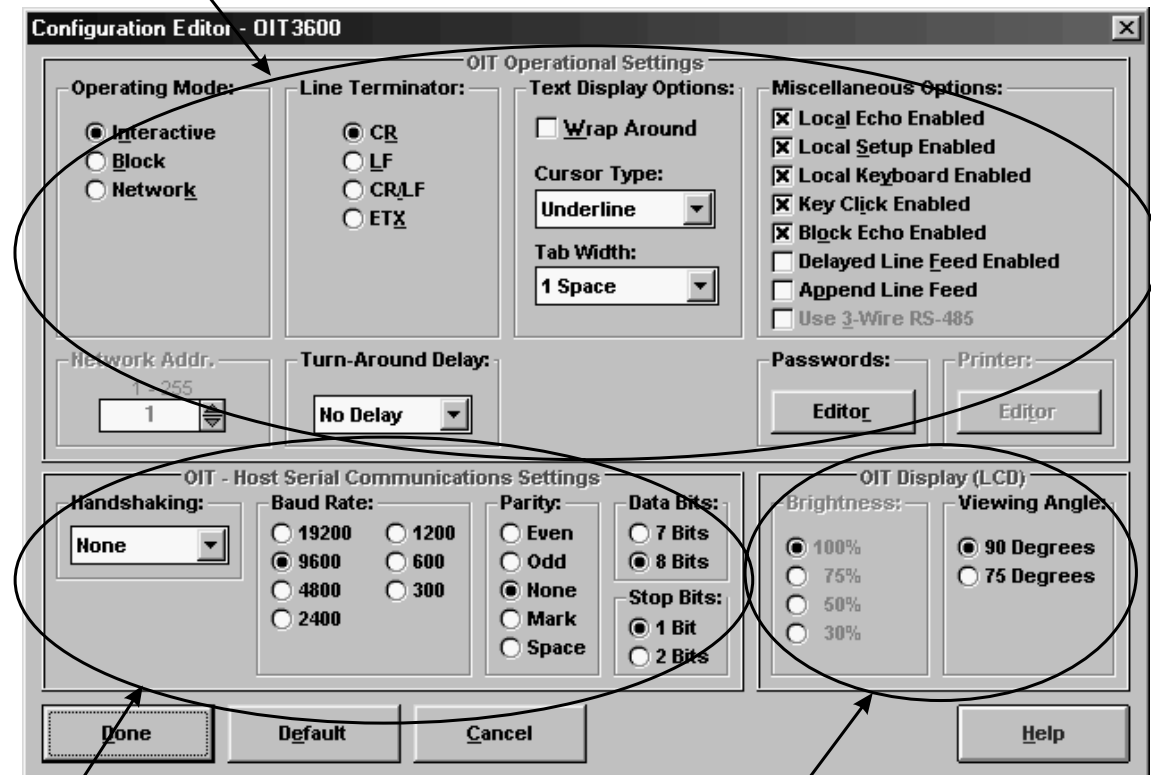 Configuration Editor - OIT3600
OIT Operational Settings
Operating Mode:
Interactive
Block
Network
Line Terminator:
CR
LF
CR/LF
ETX
Text Display Options:
Wrap Around
Cursor Type:
Underline
Tab Width:
1 Space
Miscellaneous Options:
Local Echo Enabled
Local Setup Enabled
Local Keyboard Enabled
Key Click Enabled
Block Echo Enabled
Delayed Line Feed Enabled
Append Line Feed
Use 3-Wire RS-485
Network Addr.
1 - 255
1
Turn-Around Delay:
No Delay
Passwords:
Editor
Printer:
Editor
OIT - Host Serial Communications Settings
Handshaking:
None
Baud Rate:
19200
9600
4800
2400
1200
600
300
Parity:
Even
Odd
None
Mark
Space
Data Bits:
7 Bits
8 Bits
Stop Bits:
1 Bit
2 Bits
OIT Display (LCD)
Brightness:
100%
75%
50%
30%
Viewing Angle:
90 Degrees
75 Degrees
Done
Default
Cancel
Help